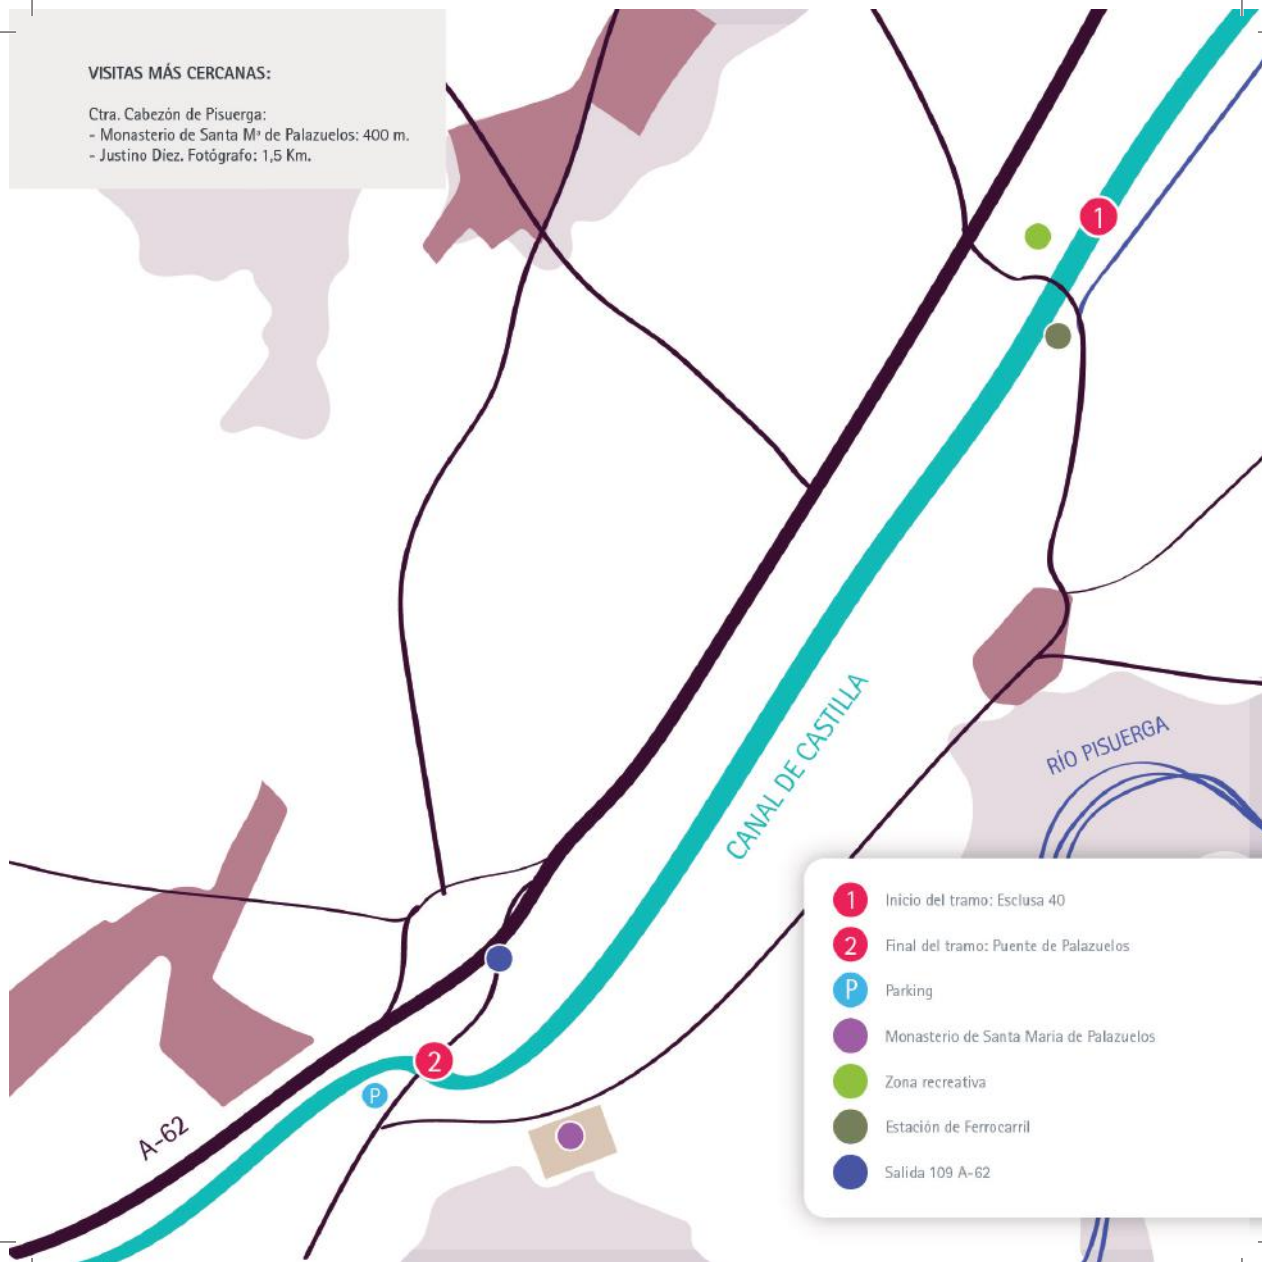 VISITAS MÁS CERCANAS:
Ctra. Cabezón de Pisuerga:
- Monasterio de Santa Mª de Palazuelos: 400 m.
- Justino Diez. Fotógrafo: 1,5 Km.
1
CANAL DE CASTILLA
RÍO PISUERGA
2
P
A-62
1 Inicio del tramo: Esclusa 40
2 Final del tramo: Puente de Palazuelos
P Parking
Monasterio de Santa Maria de Palazuelos
Zona recreativa
Estación de Ferrocarril
Salida 109 A-62